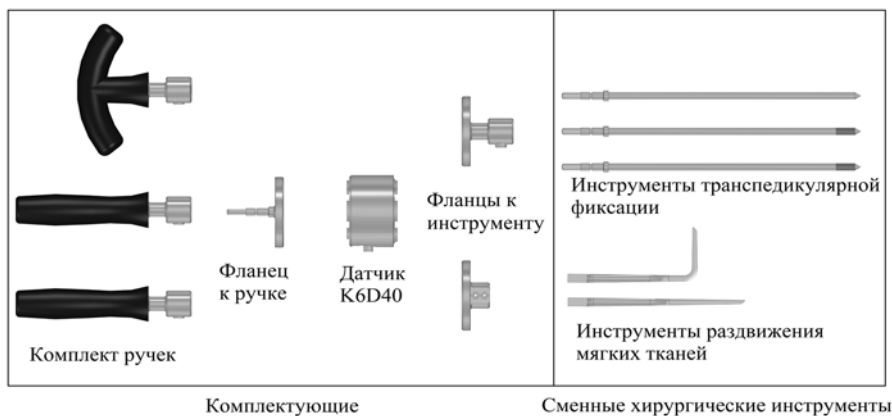 Комплект ручек
Фланец
к ручке
Датчик
K6D40
Фланцы к
инструменту
Инструменты транспедикулярной
фиксации
Инструменты раздвижения
мягких тканей
Комплектующие
Сменные хирургические инструменты